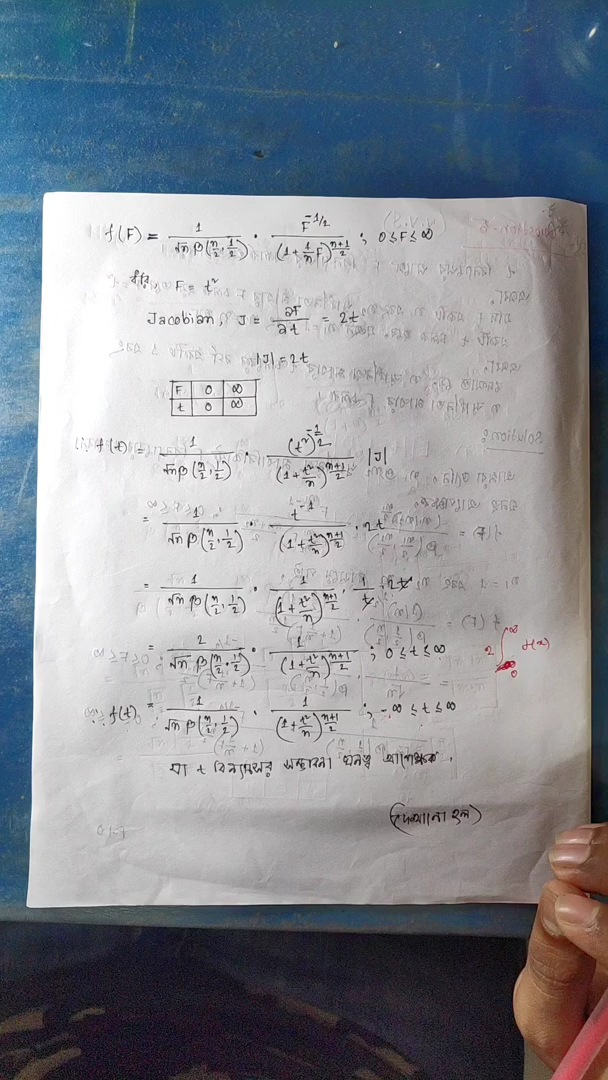 f(F) = 1/(√n β(n/2, 1/2)) · F^(-1/2)/(1 + 1/n F)^((n+1)/2) ; 0 ≤ F ≤ ∞
ধরি, F = t²
Jacobian, J = ∂F/∂t = 2t
|J| = 2t
F 0 ∞
t 0 ∞
f(t) = 1/(√n β(n/2, 1/2)) · (t²)^(-1/2)/(1 + t²/n)^((n+1)/2) |J|
= 1/(√n β(n/2, 1/2)) · t^(-1)/(1 + t²/n)^((n+1)/2) · 2t
= 1/(√n β(n/2, 1/2)) · 1/(1 + t²/n)^((n+1)/2) · 1/t · 2t
= 2/(√n β(n/2, 1/2)) · 1/(1 + t²/n)^((n+1)/2) ; 0 ≤ t ≤ ∞
2∫₀^∞ f(x)
∴ f(t) = 1/(√n β(n/2, 1/2)) · 1/(1 + t²/n)^((n+1)/2) ; -∞ ≤ t ≤ ∞
যা t বিন্যাসের সম্ভাবনা ঘনত্ব অপেক্ষক।
(দেখানো হল)